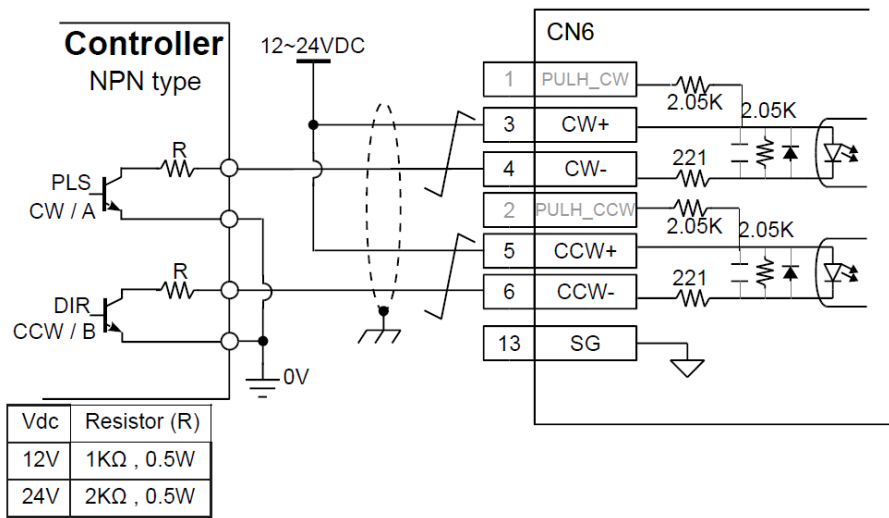 Controller
NPN type
12~24VDC
CN6
1 PULH_CW
2.05K
2.05K
3 CW+
R
4 CW-
221
PLS
CW / A
2 PULH_CCW
2.05K
2.05K
5 CCW+
R
6 CCW-
221
DIR
CCW / B
13 SG
0V
Vdc Resistor (R)
12V 1KΩ , 0.5W
24V 2KΩ , 0.5W